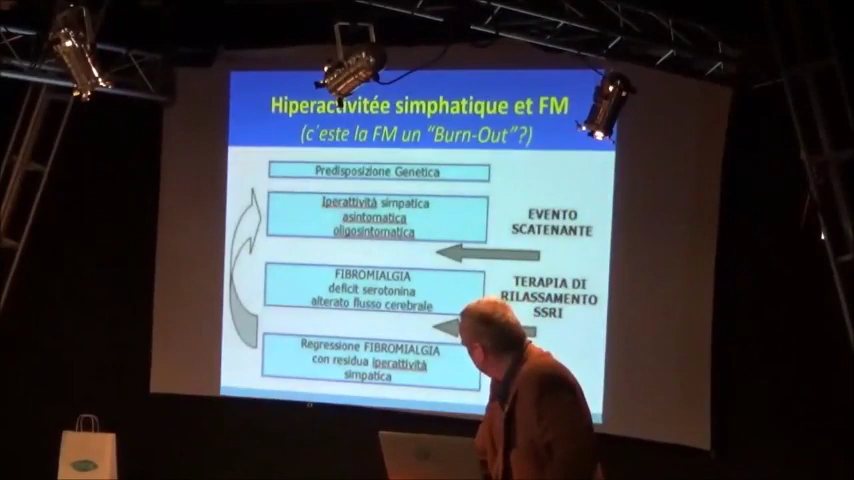 Hiperactivitée simphatique et FM
(c´este la FM un “Burn-Out”?)
Predisposizione Genetica
Iperattività simpatica
asintomatica
oligosintomatica
EVENTO
SCATENANTE
FIBROMIALGIA
deficit serotonina
alterato flusso cerebrale
TERAPIA DI
RILASSAMENTO
SSRI
Regressione FIBROMIALGIA
con residua iperattività
simpatica